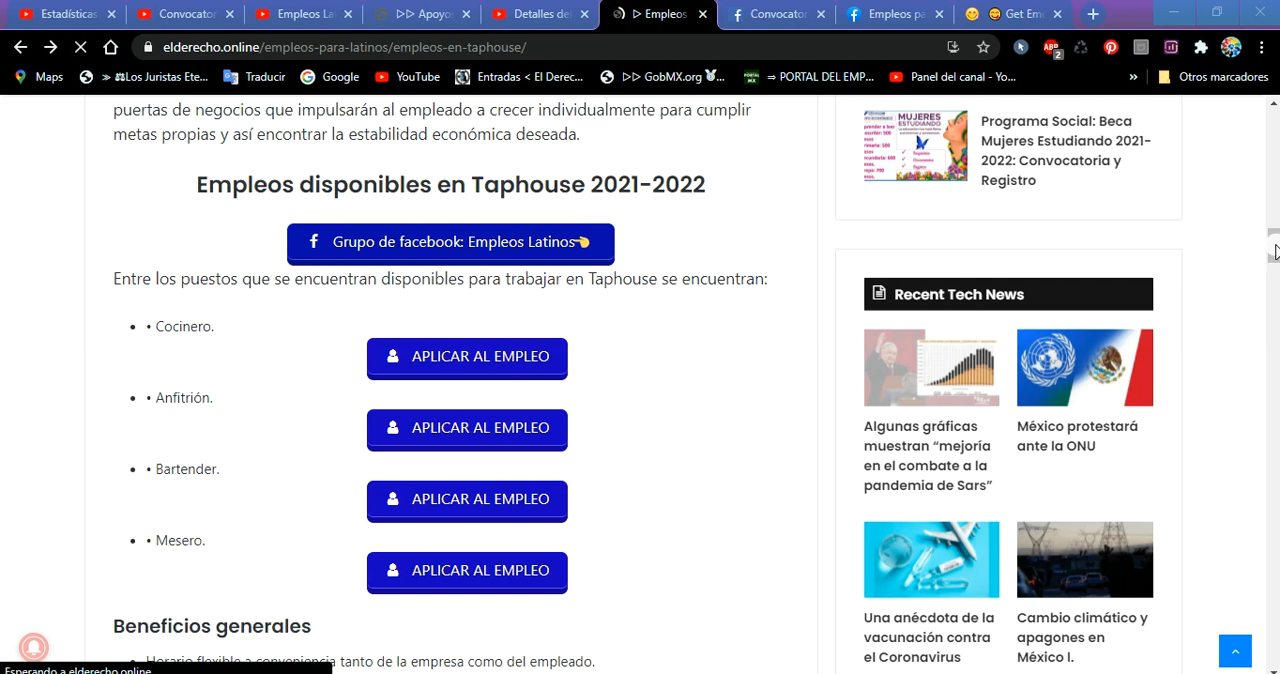 Estadísticas
Convocator
Empleos La
▷▷ Apoyo
Detalles de
▷ Empleos
Convocator
Empleos pa
Get Em
elderecho.online/empleos-para-latinos/empleos-en-taphouse/
ABP
2
Maps
» Los Juristas Ete...
Traducir
Google
YouTube
Entradas < El Derec...
▷▷ GobMX.org
⇒ PORTAL DEL EMP...
Panel del canal - Yo...
»
Otros marcadores
puertas de negocios que impulsarán al empleado a crecer individualmente para cumplir
metas propias y así encontrar la estabilidad económica deseada.
Empleos disponibles en Taphouse 2021-2022
Grupo de facebook: Empleos Latinos
Entre los puestos que se encuentran disponibles para trabajar en Taphouse se encuentran:
• • Cocinero.
APLICAR AL EMPLEO
• • Anfitrión.
APLICAR AL EMPLEO
• • Bartender.
APLICAR AL EMPLEO
• • Mesero.
APLICAR AL EMPLEO
Beneficios generales
• Horario flexible a conveniencia tanto de la empresa como del empleado.
Esperando a elderecho.online
MUJERES
ESTUDIANDO
Programa Social: Beca
Mujeres Estudiando 2021-
2022: Convocatoria y
Registro
Recent Tech News
Algunas gráficas
muestran “mejoría
en el combate a la
pandemia de Sars”
México protestará
ante la ONU
Una anécdota de la
vacunación contra
el Coronavirus
Cambio climático y
apagones en
México I.